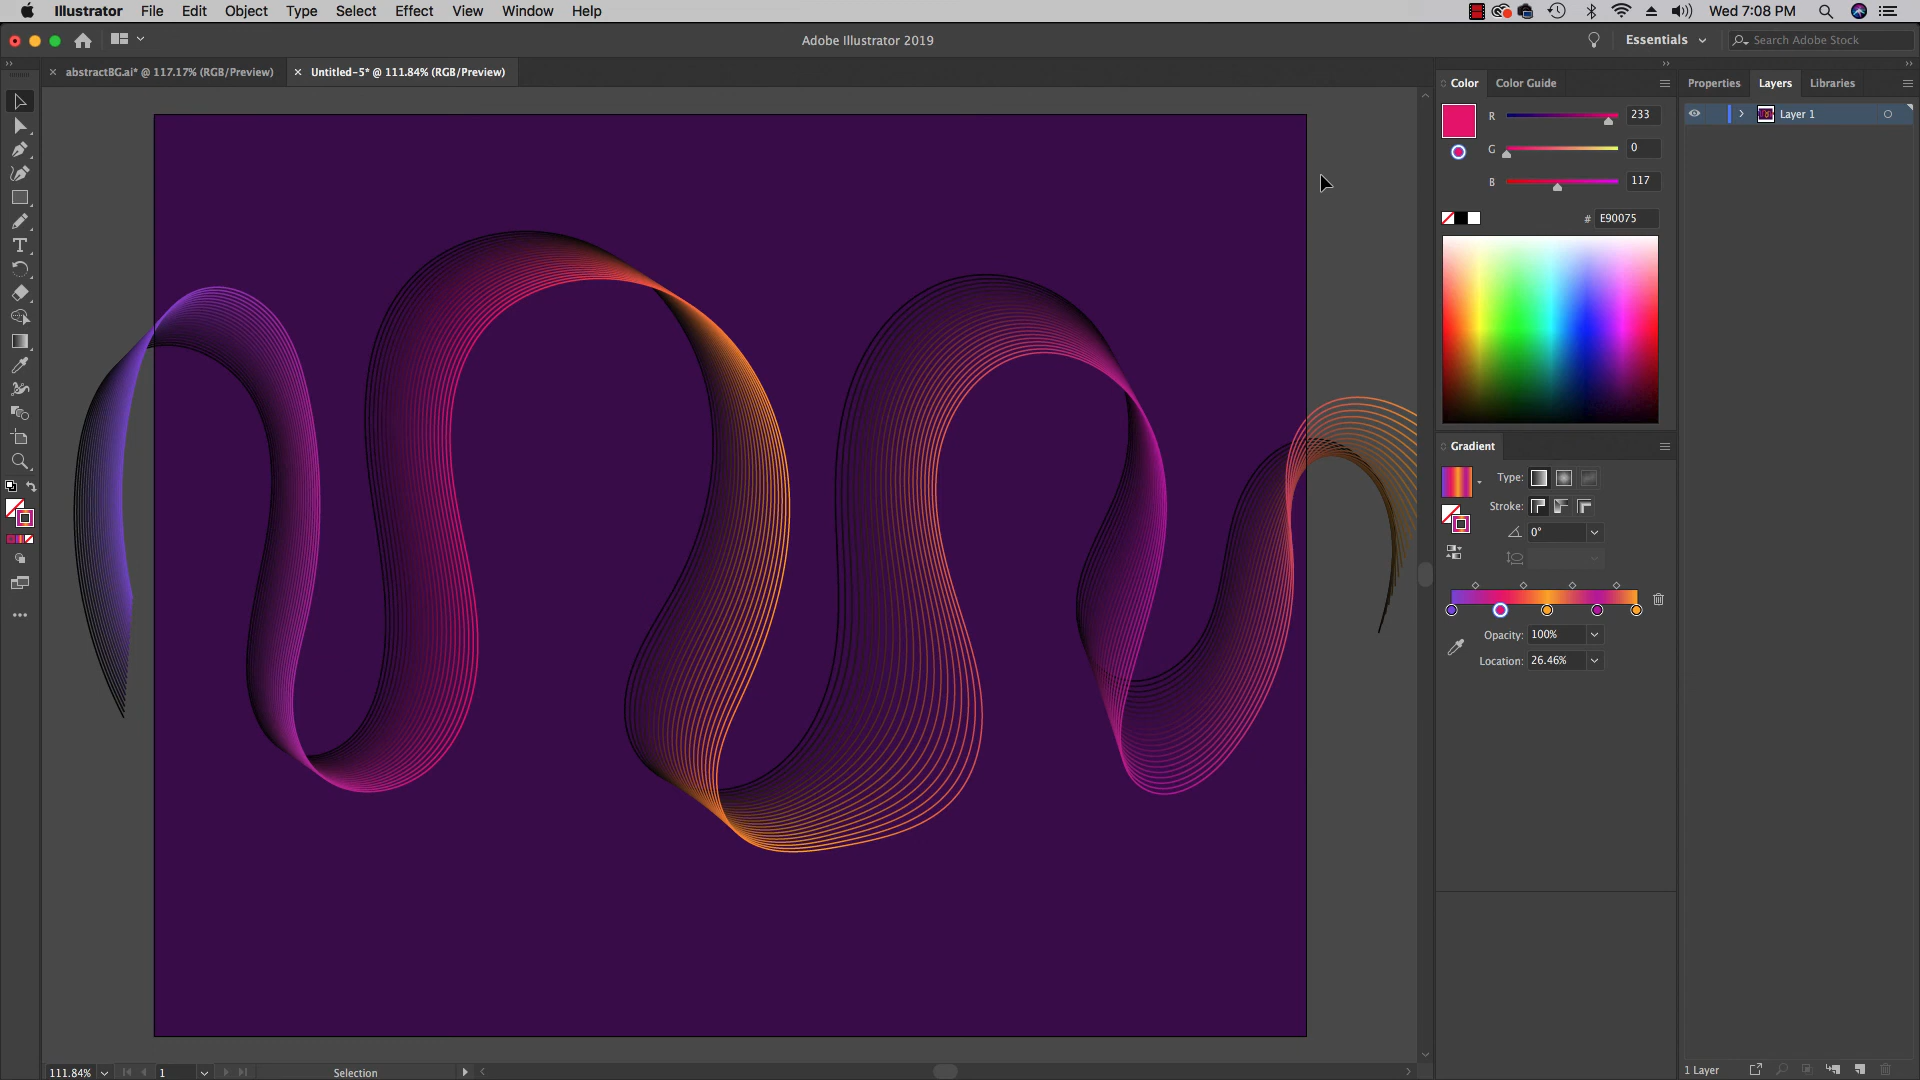 Illustrator File Edit Object Type Select Effect View Window Help
Wed 7:08 PM
Adobe Illustrator 2019
Essentials
Search Adobe Stock
abstractBG.ai* @ 117.17% (RGB/Preview)
Untitled-5* @ 111.84% (RGB/Preview)
Color Color Guide
Properties Layers Libraries
R 233
Layer 1
G 0
B 117
# E90075
Gradient
Type:
Stroke:
0°
Opacity: 100%
Location: 26.46%
111.84%
1
Selection
1 Layer